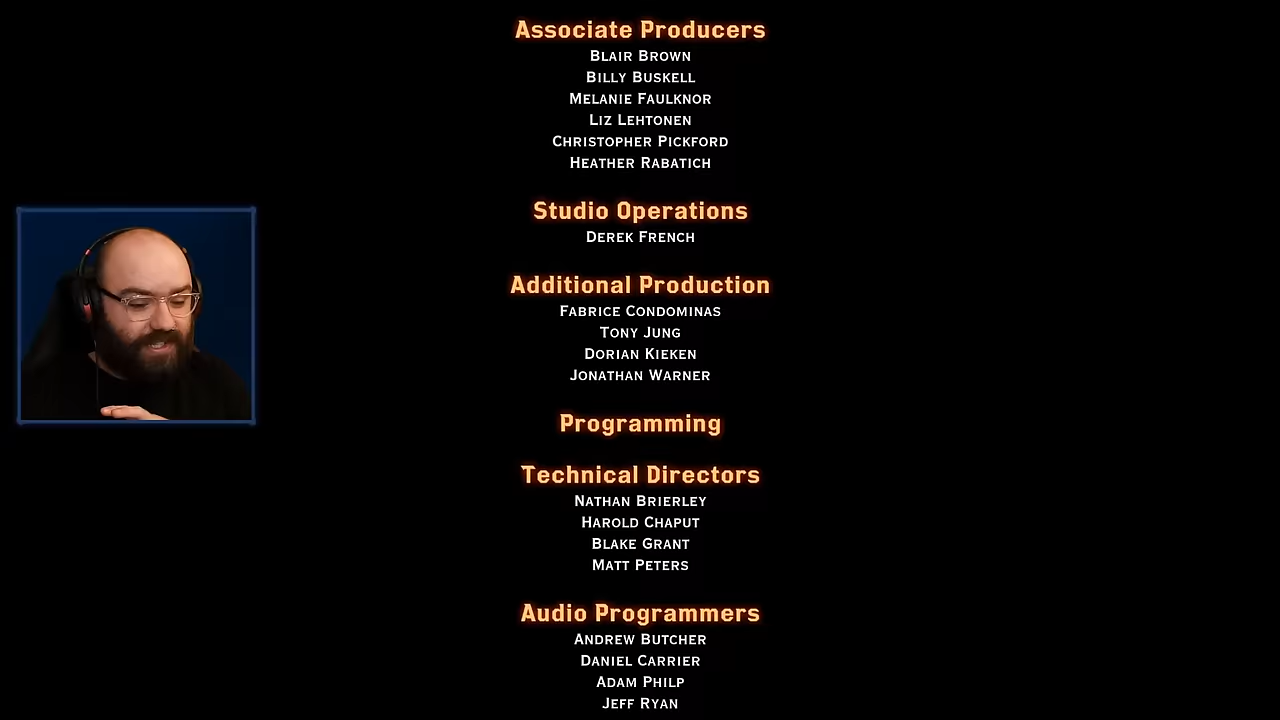 Associate Producers
Blair Brown
Billy Buskell
Melanie Faulknor
Liz Lehtonen
Christopher Pickford
Heather Rabatich
Studio Operations
Derek French
Additional Production
Fabrice Condominas
Tony Jung
Dorian Kieken
Jonathan Warner
Programming
Technical Directors
Nathan Brierley
Harold Chaput
Blake Grant
Matt Peters
Audio Programmers
Andrew Butcher
Daniel Carrier
Adam Philp
Jeff Ryan